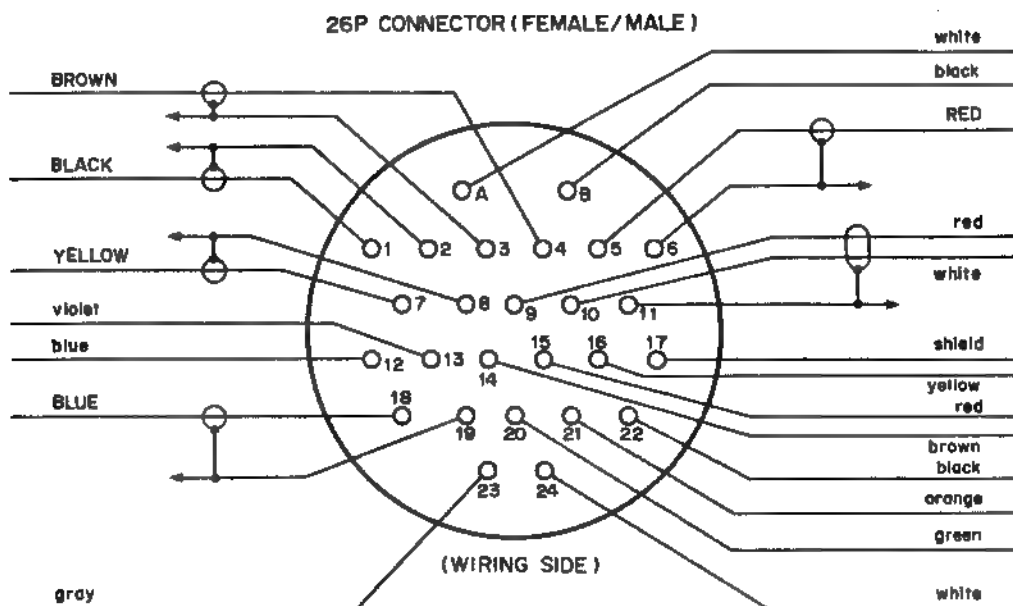 26P CONNECTOR (FEMALE/MALE)
white
BROWN
black
RED
BLACK
A
B
1 2 3 4 5 6
red
YELLOW
white
7 8 9 10 11
violet
blue
shield
12 13 14 15 16 17
yellow
BLUE
red
18 19 20 21 22
brown
black
23 24
orange
green
(WIRING SIDE)
gray
white